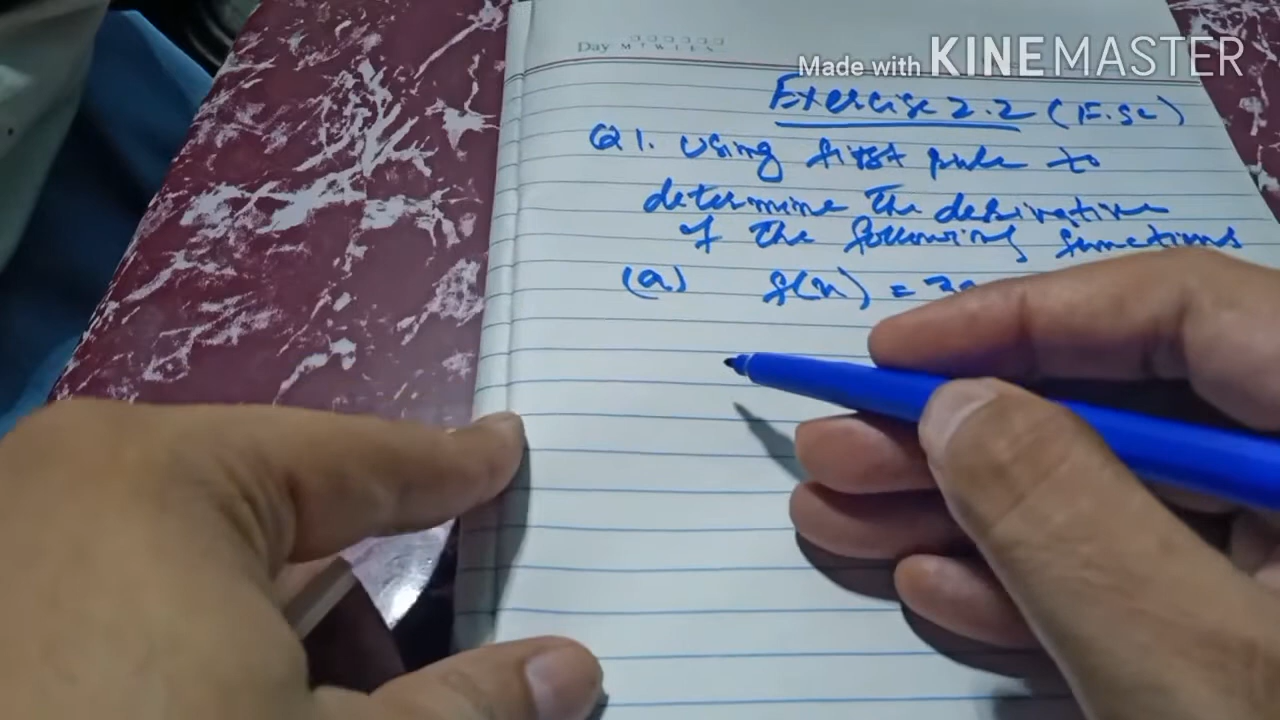 Made with KINEMASTER
Day M T W T F S
Exercise 2.2 (F.Sc)
Q1. Using first rule to
determine the derivative
of the following functions
(a) f(x) =